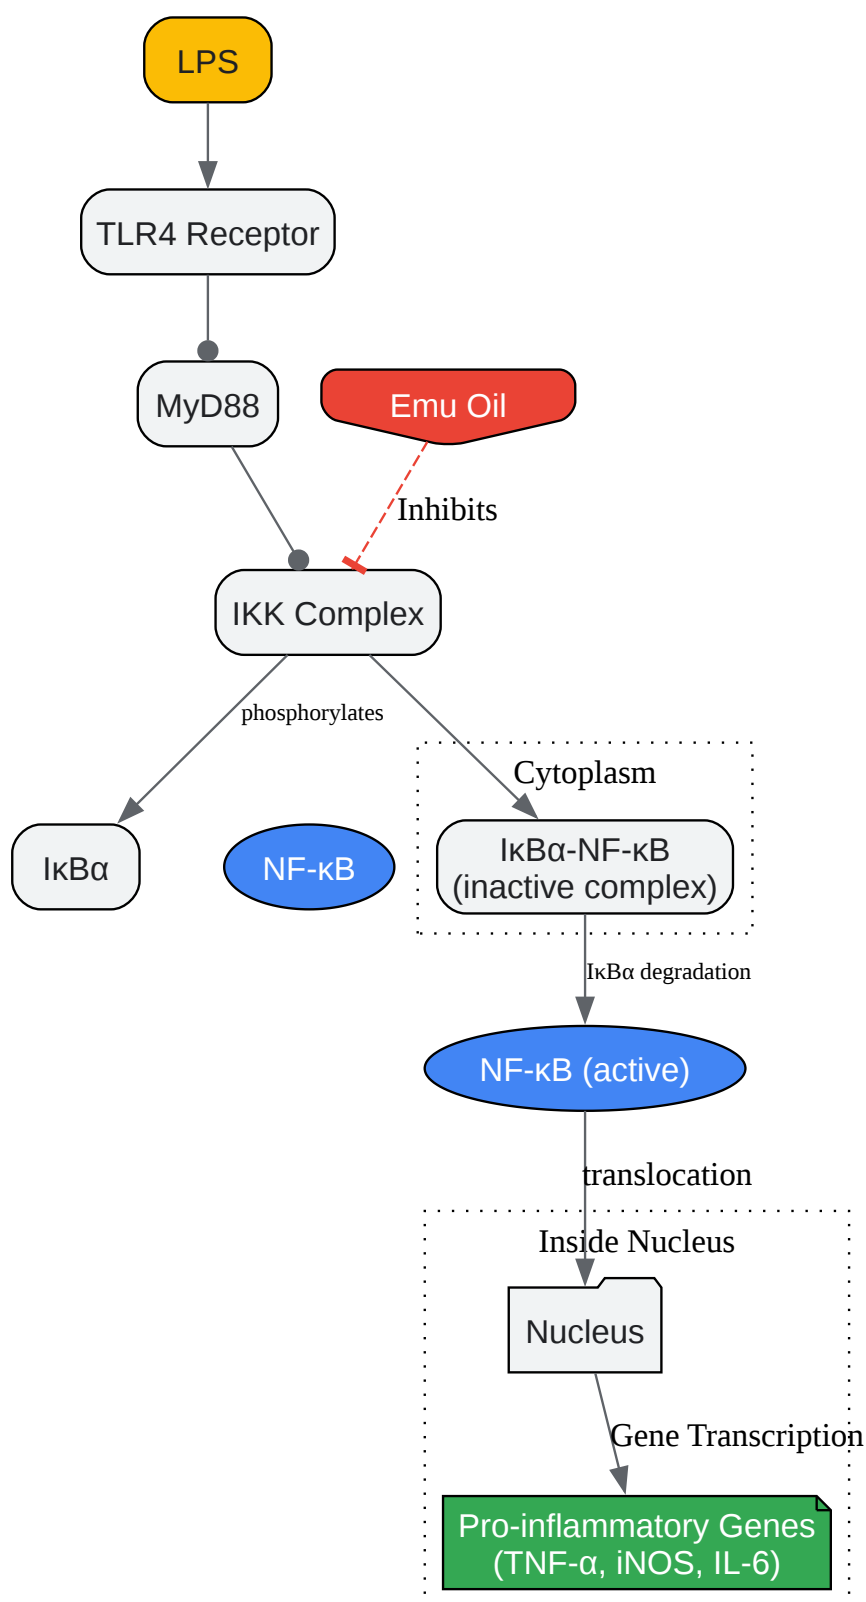 LPS
TLR4 Receptor
MyD88
Emu Oil
Inhibits
IKK Complex
phosphorylates
Cytoplasm
IκBα
NF-κB
IκBα-NF-κB
(inactive complex)
IκBα degradation
NF-κB (active)
translocation
Inside Nucleus
Nucleus
Gene Transcription
Pro-inflammatory Genes
(TNF-α, iNOS, IL-6)